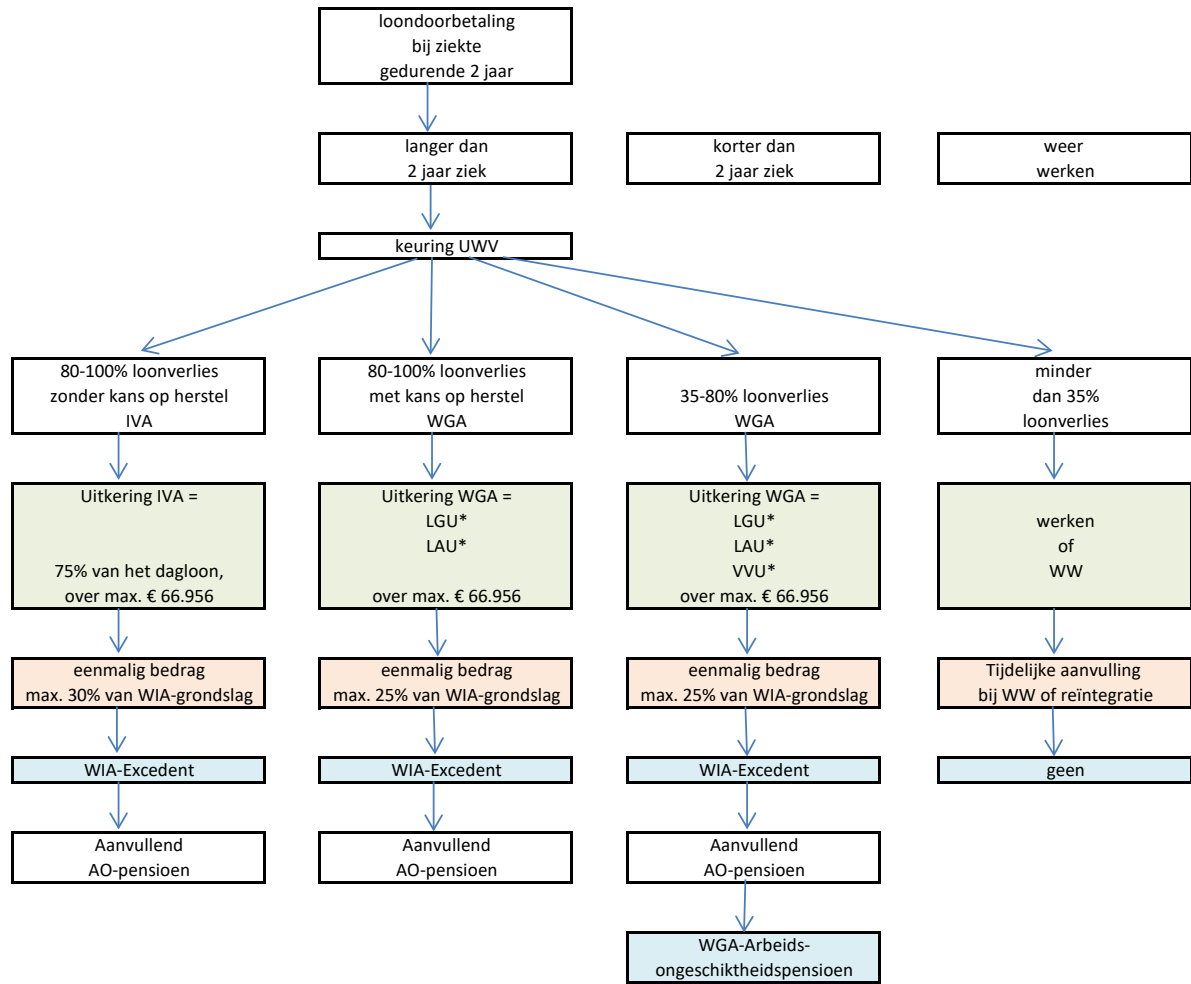 loondoorbetaling
bij ziekte
gedurende 2 jaar
langer dan
2 jaar ziek
korter dan
2 jaar ziek
weer
werken
keuring UWV
80-100% loonverlies
zonder kans op herstel
IVA
80-100% loonverlies
met kans op herstel
WGA
35-80% loonverlies
WGA
minder
dan 35%
loonverlies
Uitkering IVA =
75% van het dagloon,
over max. € 66.956
Uitkering WGA =
LGU*
LAU*
over max. € 66.956
Uitkering WGA =
LGU*
LAU*
VVU*
over max. € 66.956
werken
of
WW
eenmalig bedrag
max. 30% van WIA-grondslag
eenmalig bedrag
max. 25% van WIA-grondslag
eenmalig bedrag
max. 25% van WIA-grondslag
Tijdelijke aanvulling
bij WW of reïntegratie
WIA-Excedent
WIA-Excedent
WIA-Excedent
geen
Aanvullend
AO-pensioen
Aanvullend
AO-pensioen
Aanvullend
AO-pensioen
WGA-Arbeids-
ongeschiktheidspensioen